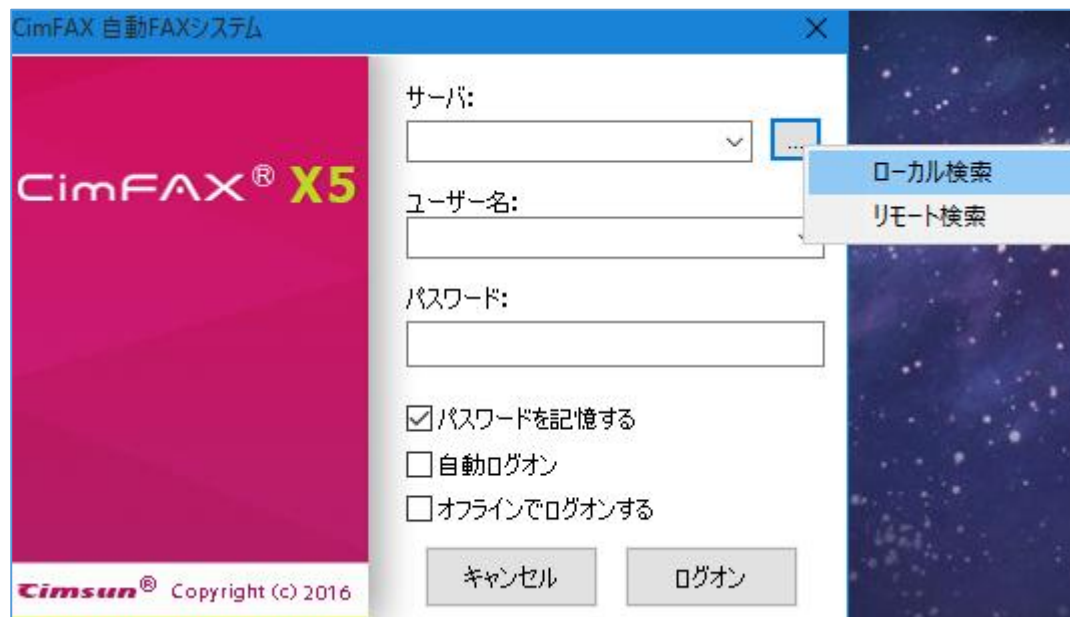 CimFAX 自動FAXシステム
CimFAX® X5
サーバ:
...
ローカル検索
リモート検索
ユーザー名:
パスワード:
パスワードを記憶する
自動ログオン
オフラインでログオンする
キャンセル
ログオン
Cimsun® Copyright (c) 2016